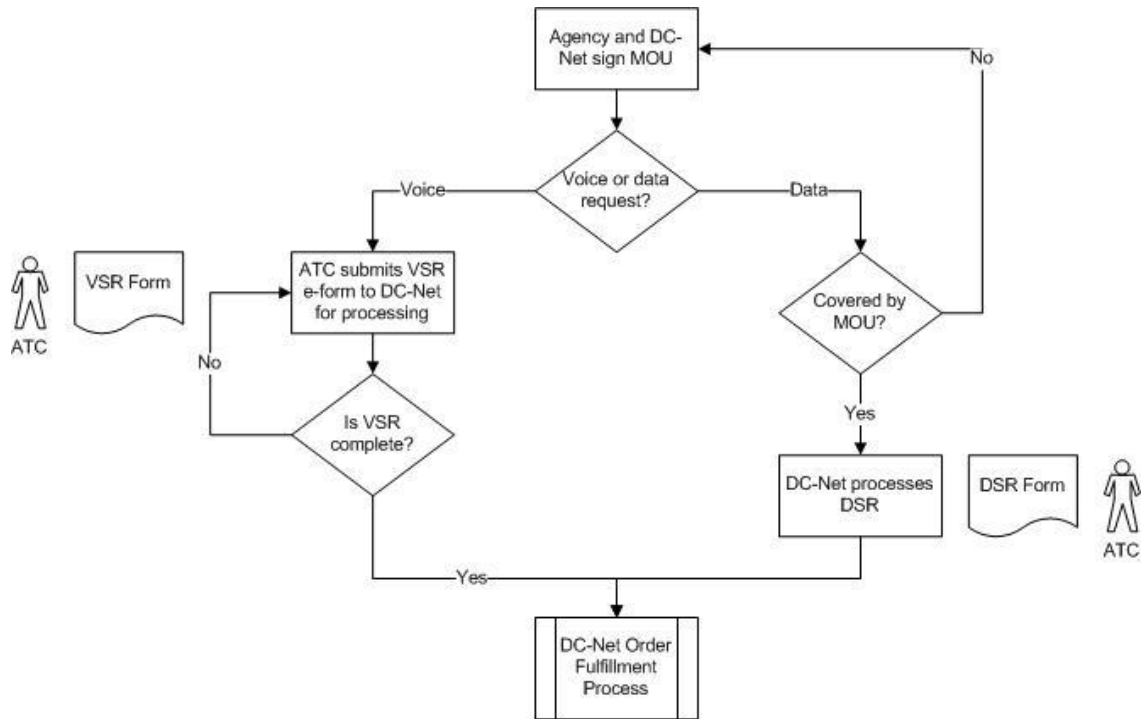 Agency and DC-
Net sign MOU
No
Voice or data
request?
Voice
Data
ATC submits VSR
e-form to DC-Net
for processing
VSR Form
ATC
Covered by
MOU?
No
Is VSR
complete?
Yes
DC-Net processes
DSR
DSR Form
ATC
Yes
DC-Net Order
Fulfillment
Process